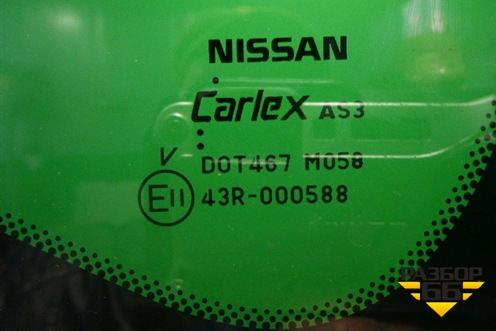 NISSAN
Carlex AS3
V DOT467 M058
E11 43R-000588
РАЗБОР
66